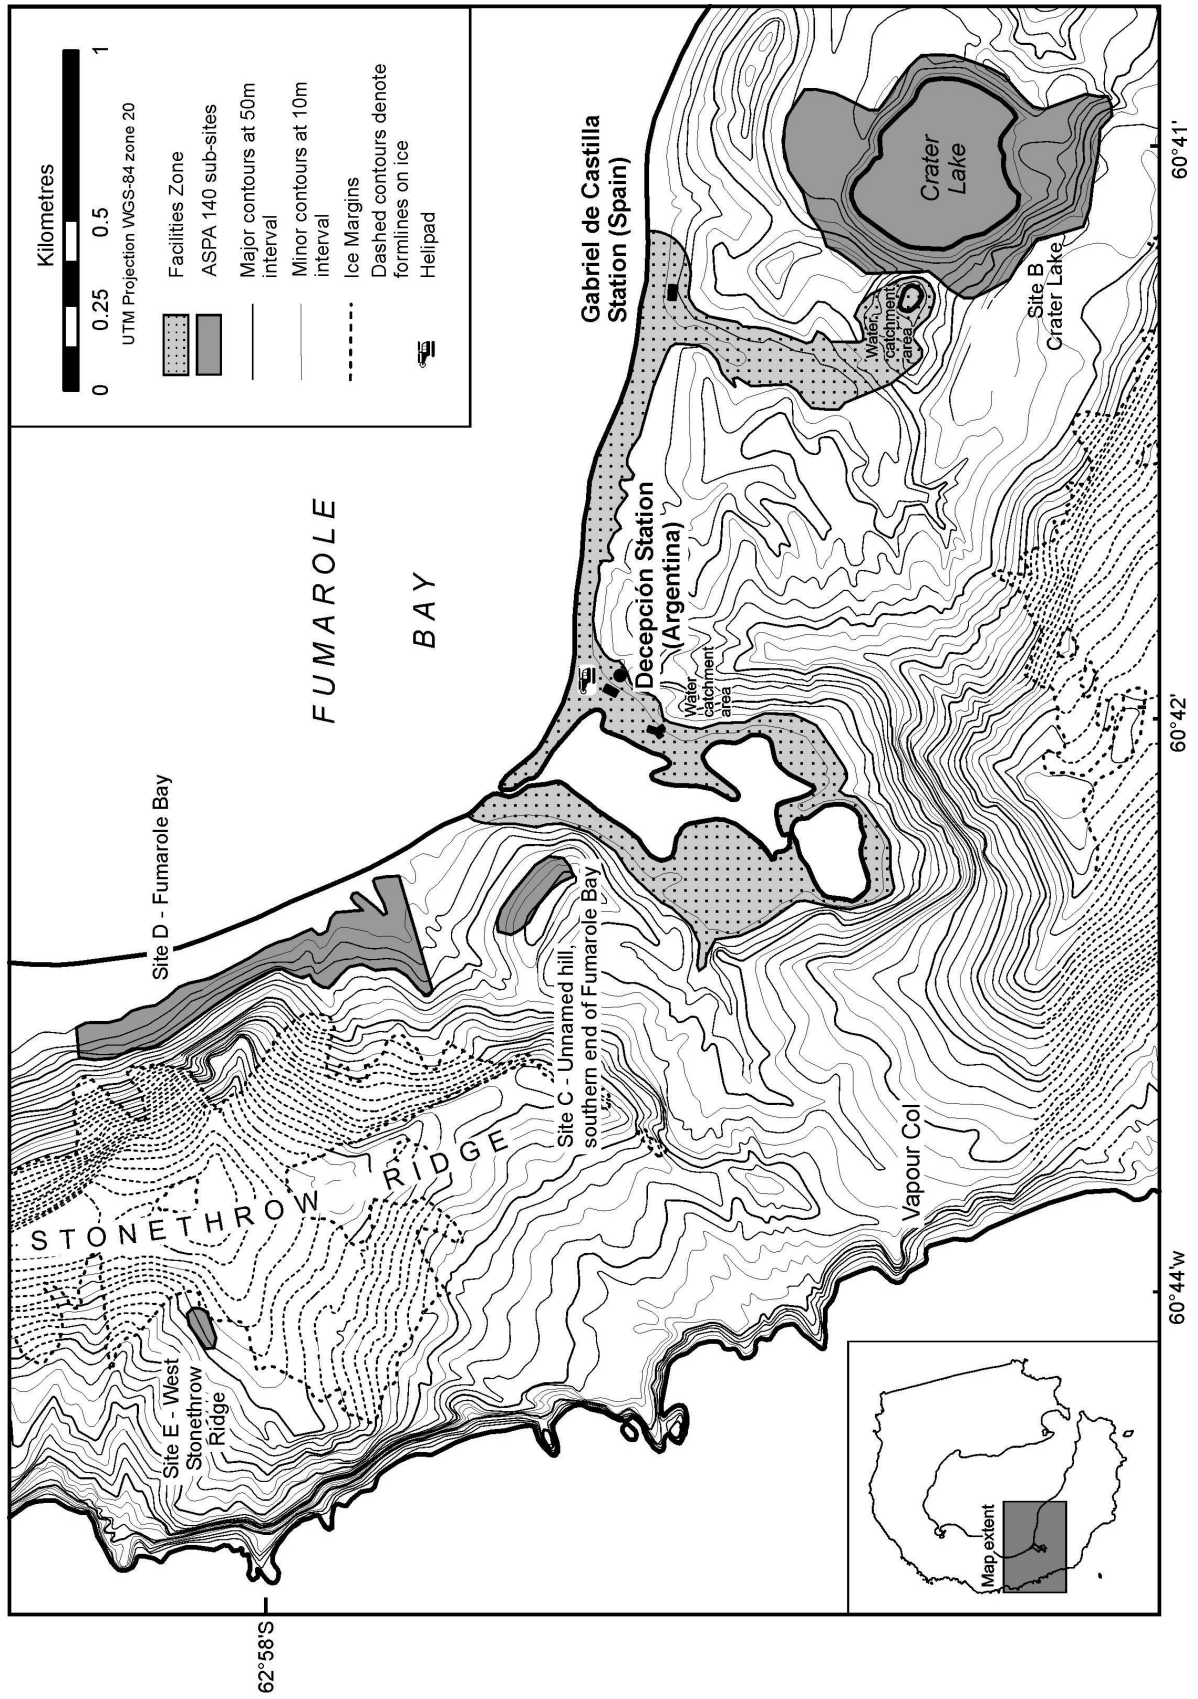 Kilometres
0 0.25 0.5 1
UTM Projection WGS-84 zone 20
Facilities Zone
ASPA 140 sub-sites
Major contours at 50m
interval
Minor contours at 10m
interval
Ice Margins
Dashed contours denote
formlines on ice
Helipad
FUMAROLE
BAY
Site D - Fumarole Bay
STONETHROW RIDGE
Site E - West
Stonethrow
Ridge
Site C - Unnamed hill,
southern end of Fumarole Bay
Gabriel de Castilla
Station (Spain)
Decepción Station
(Argentina)
Water
catchment
area
Water
catchment
area
Crater
Lake
Site B
Crater Lake
Vapour Col
Map extent
62°58'S
60°44'w
60°42'
60°41'